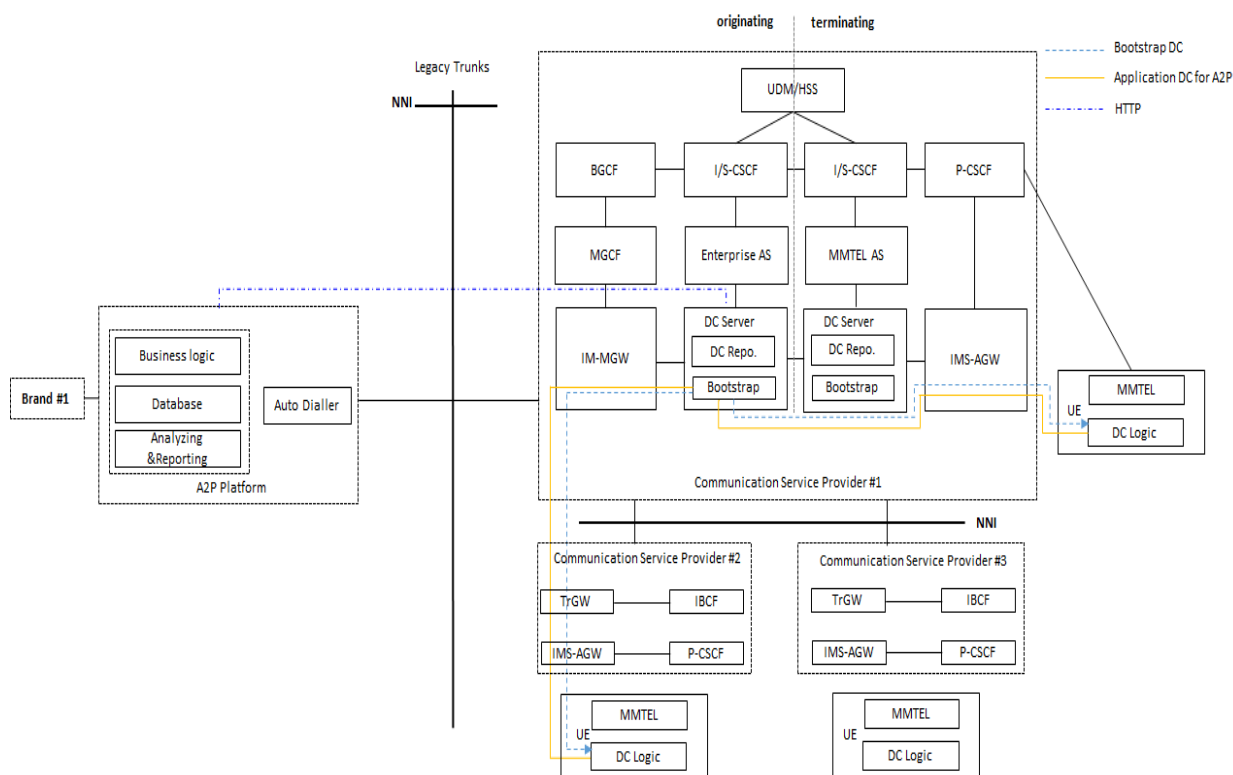 originating
terminating
Bootstrap DC
Application DC for A2P
HTTP
Legacy Trunks
NNI
UDM/HSS
BGCF
I/S-CSCF
I/S-CSCF
P-CSCF
MGCF
Enterprise AS
MMTEL AS
IM-MGW
DC Server
DC Repo.
Bootstrap
DC Server
DC Repo.
Bootstrap
IMS-AGW
Brand #1
Business logic
Database
Analyzing
&Reporting
Auto Dialler
A2P Platform
MMTEL
UE
DC Logic
Communication Service Provider #1
NNI
Communication Service Provider #2
TrGW
IBCF
IMS-AGW
P-CSCF
Communication Service Provider #3
TrGW
IBCF
IMS-AGW
P-CSCF
MMTEL
UE
DC Logic
MMTEL
UE
DC Logic